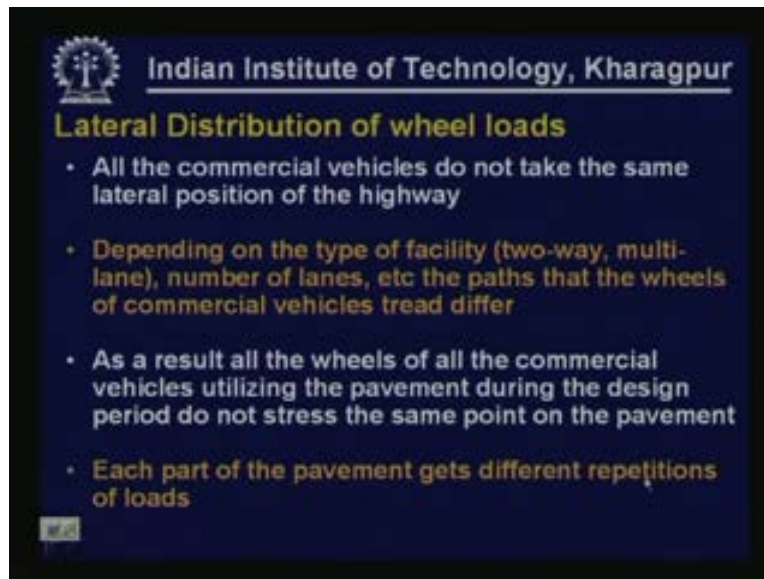 Indian Institute of Technology, Kharagpur
Lateral Distribution of wheel loads
• All the commercial vehicles do not take the same
lateral position of the highway
• Depending on the type of facility (two-way, multi-
lane), number of lanes, etc the paths that the wheels
of commercial vehicles tread differ
• As a result all the wheels of all the commercial
vehicles utilizing the pavement during the design
period do not stress the same point on the pavement
• Each part of the pavement gets different repetitions
of loads